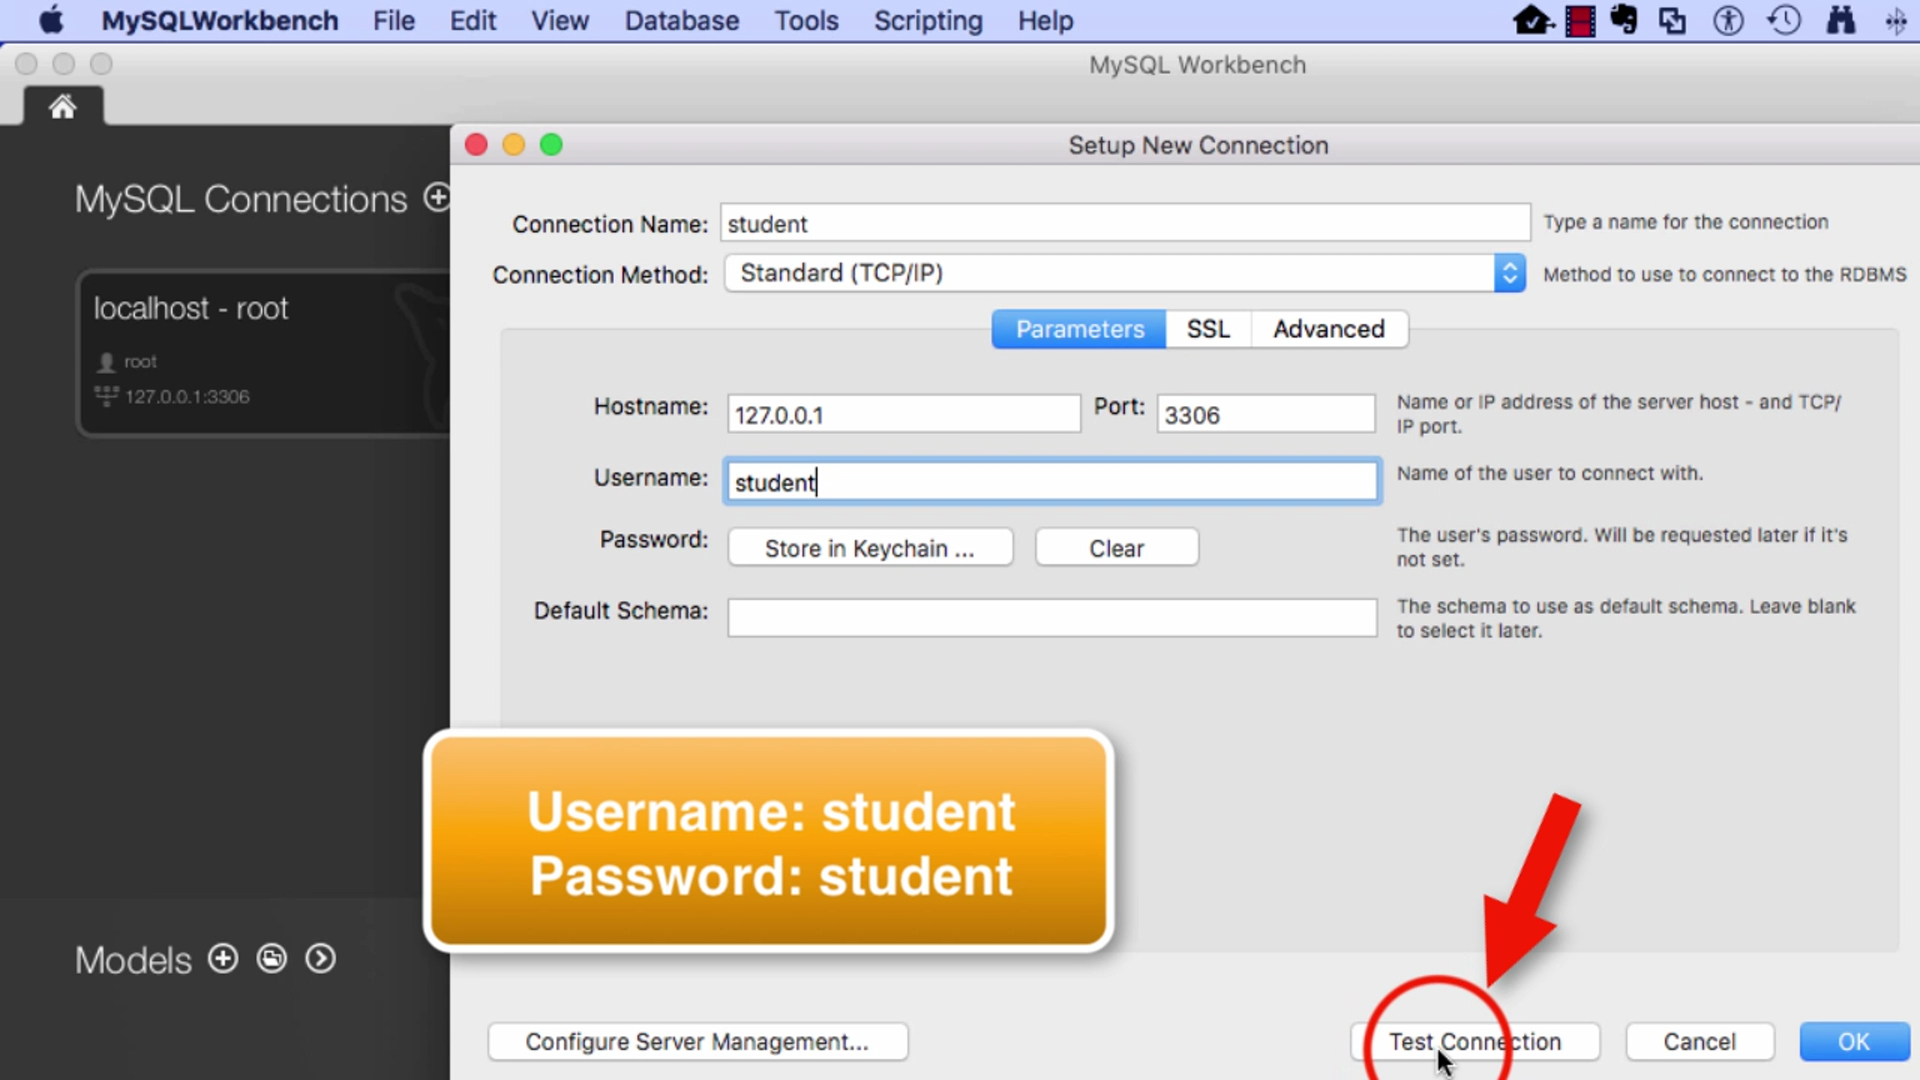 MySQLWorkbench File Edit View Database Tools Scripting Help
MySQL Workbench
Setup New Connection
MySQL Connections
localhost - root
root
127.0.0.1:3306
Connection Name: student Type a name for the connection
Connection Method: Standard (TCP/IP) Method to use to connect to the RDBMS
Parameters SSL Advanced
Hostname: 127.0.0.1 Port: 3306 Name or IP address of the server host - and TCP/
IP port.
Username: student Name of the user to connect with.
Password: Store in Keychain ... Clear The user's password. Will be requested later if it's
not set.
Default Schema: The schema to use as default schema. Leave blank
to select it later.
Username: student
Password: student
Models
Configure Server Management... Test Connection Cancel OK